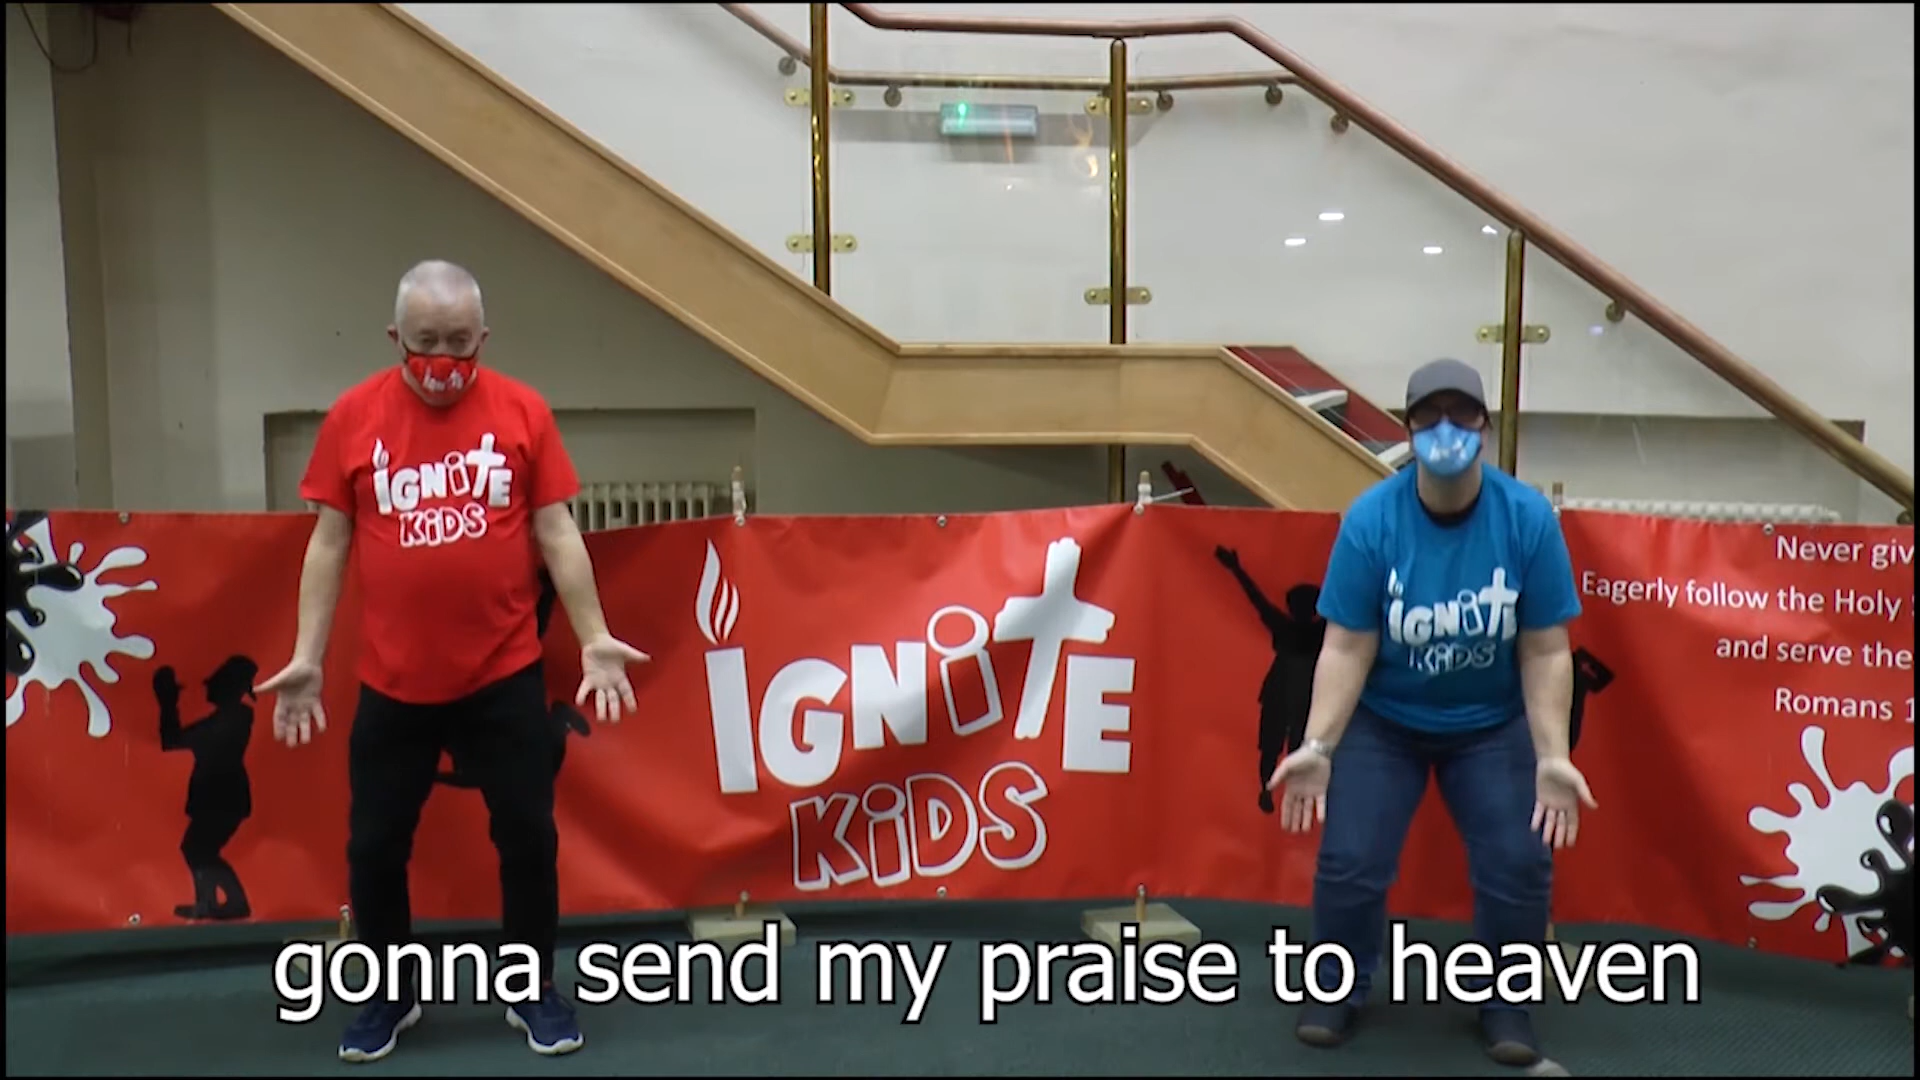 IGNITE
IGNITE
KIDS
IGNITE
KIDS
IGNITE
KIDS
Never giv
Eagerly follow the Holy
and serve the
Romans 1
gonna send my praise to heaven